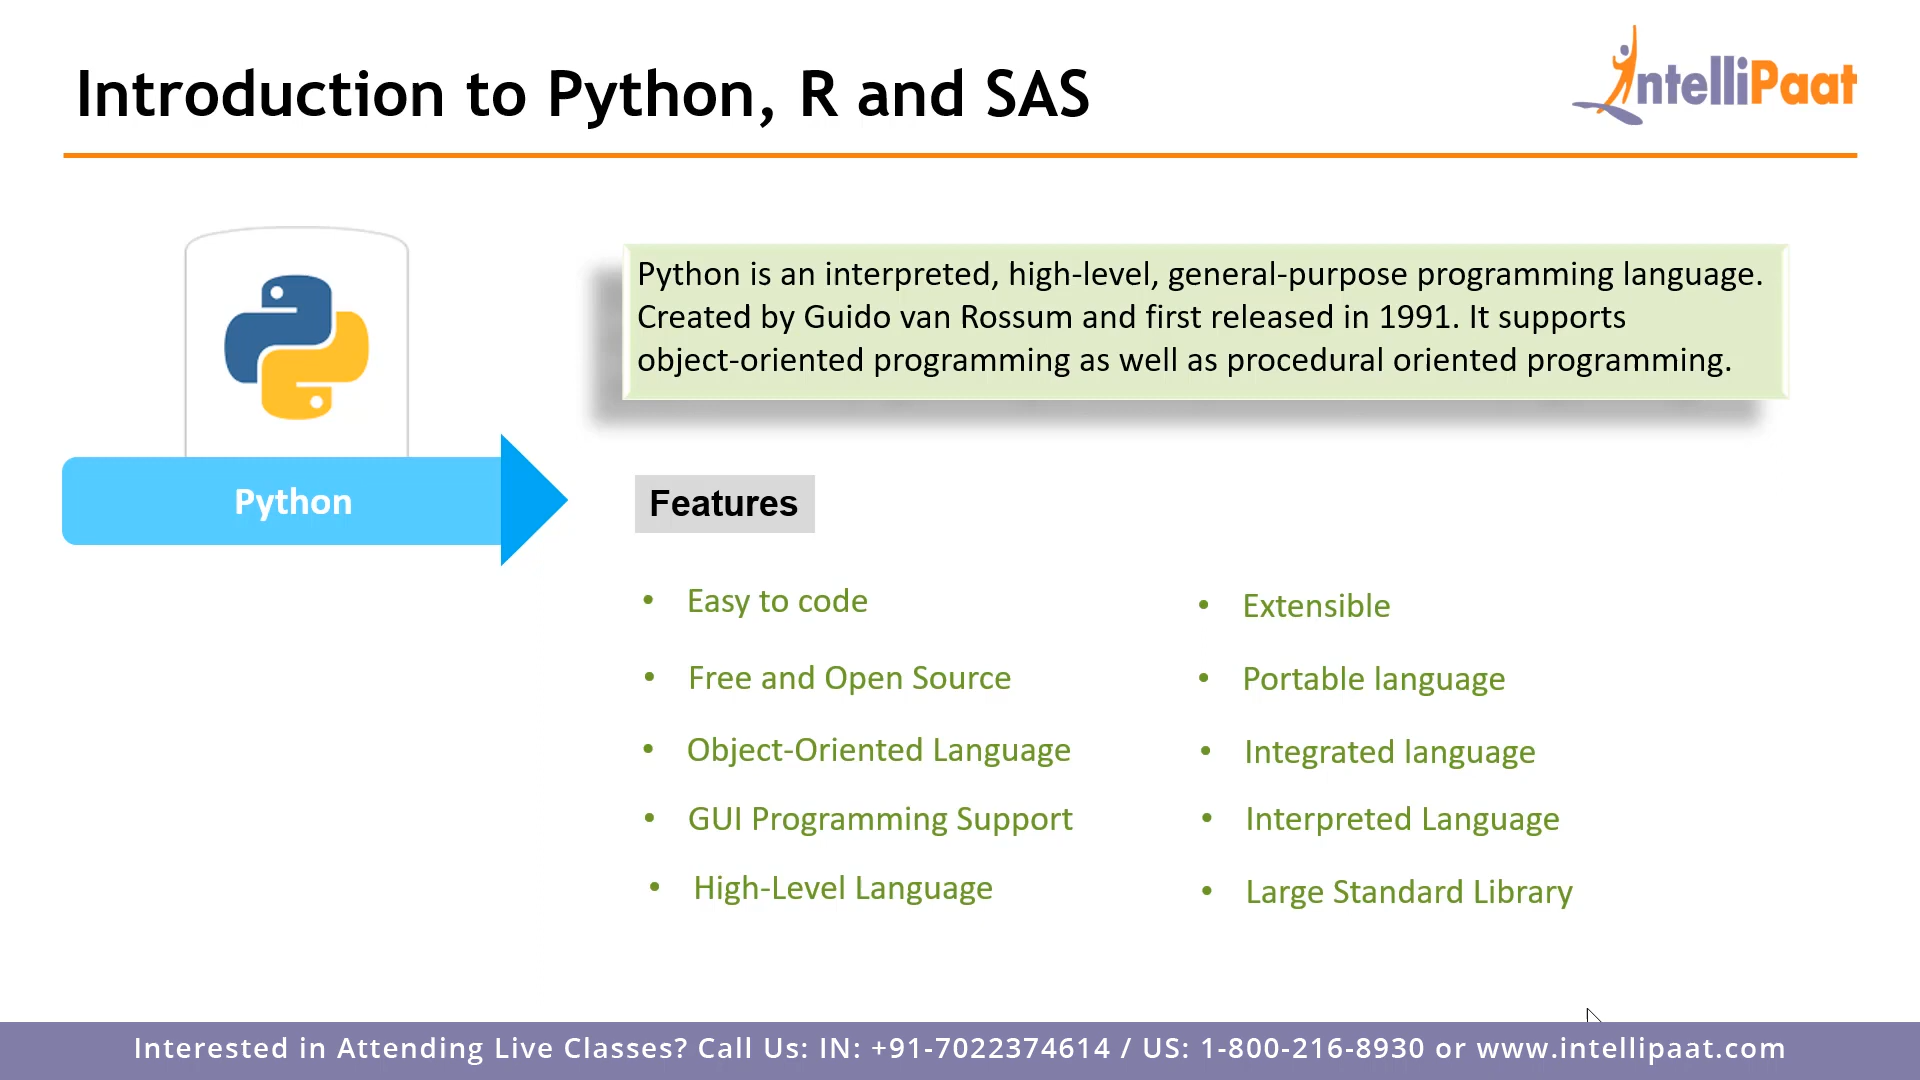 Introduction to Python, R and SAS
IntelliPaat
Python is an interpreted, high-level, general-purpose programming language.
Created by Guido van Rossum and first released in 1991. It supports
object-oriented programming as well as procedural oriented programming.
Python
Features
• Easy to code
• Free and Open Source
• Object-Oriented Language
• GUI Programming Support
• High-Level Language
• Extensible
• Portable language
• Integrated language
• Interpreted Language
• Large Standard Library
Interested in Attending Live Classes? Call Us: IN: +91-7022374614 / US: 1-800-216-8930 or www.intellipaat.com